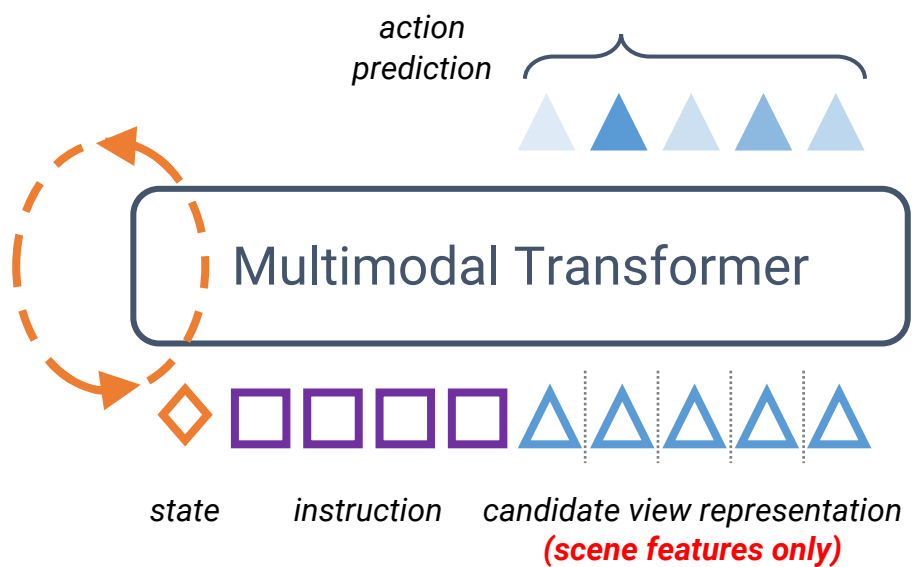 action
prediction
Multimodal Transformer
state
instruction
candidate view representation
(scene features only)